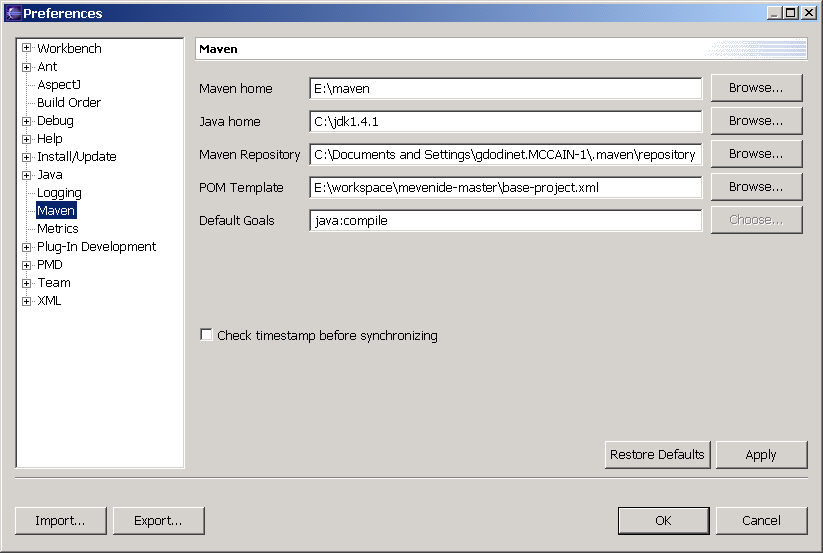 Preferences
Workbench
Ant
AspectJ
Build Order
Debug
Help
Install/Update
Java
Logging
Maven
Metrics
Plug-In Development
PMD
Team
XML
Maven
Maven home E:\maven Browse...
Java home C:\jdk1.4.1 Browse...
Maven Repository C:\Documents and Settings\gdodinet.MCCAIN-1\.maven\repository Browse...
POM Template E:\workspace\mevenide-master\base-project.xml Browse...
Default Goals java:compile Choose...
Check timestamp before synchronizing
Restore Defaults Apply
Import... Export... OK Cancel